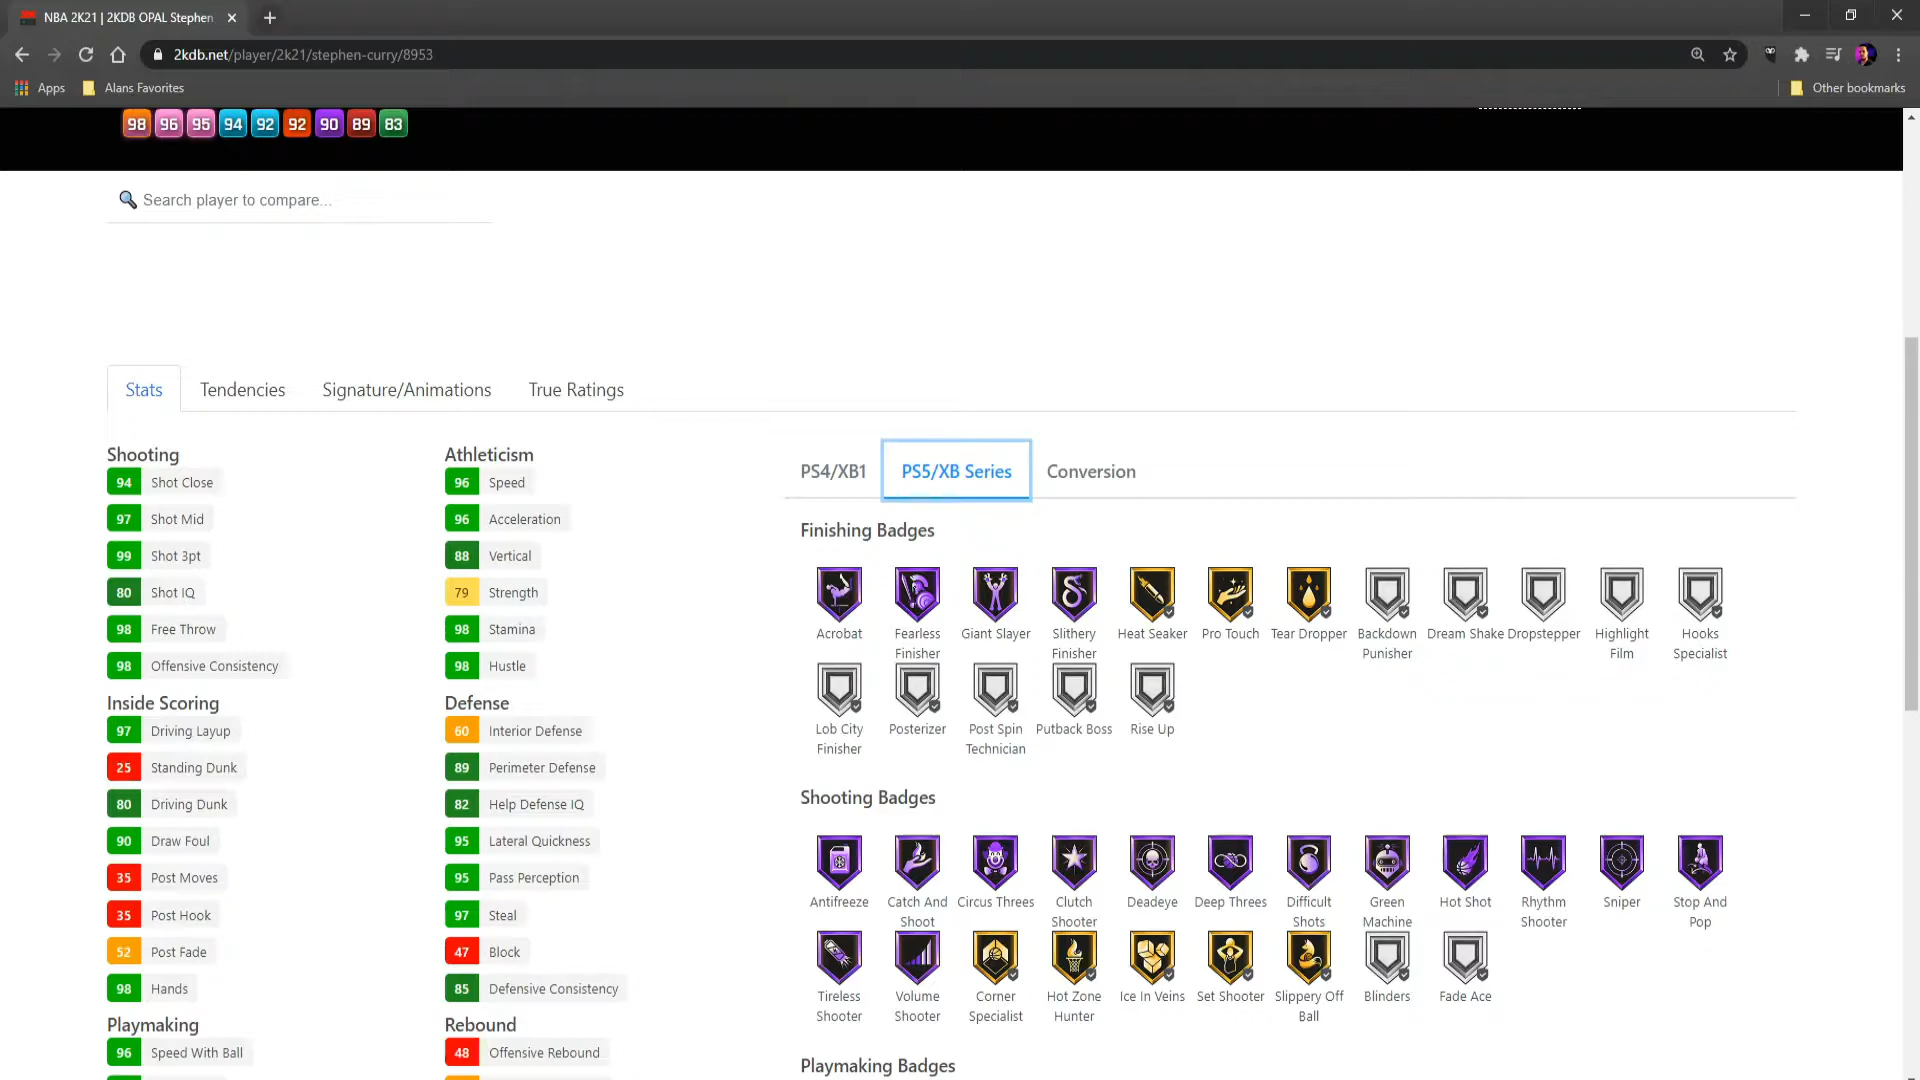 NBA 2K21 | 2KDB OPAL Stephen
2kdb.net/player/2k21/stephen-curry/8953
Apps
Alans Favorites
Other bookmarks
98 96 95 94 92 92 90 89 83
Search player to compare...
Stats
Tendencies
Signature/Animations
True Ratings
Shooting
94 Shot Close
97 Shot Mid
99 Shot 3pt
80 Shot IQ
98 Free Throw
98 Offensive Consistency
Inside Scoring
97 Driving Layup
25 Standing Dunk
80 Driving Dunk
90 Draw Foul
35 Post Moves
35 Post Hook
52 Post Fade
98 Hands
Playmaking
96 Speed With Ball
Athleticism
96 Speed
96 Acceleration
88 Vertical
79 Strength
98 Stamina
98 Hustle
Defense
60 Interior Defense
89 Perimeter Defense
82 Help Defense IQ
95 Lateral Quickness
95 Pass Perception
97 Steal
47 Block
85 Defensive Consistency
Rebound
48 Offensive Rebound
PS4/XB1
PS5/XB Series
Conversion
Finishing Badges
Acrobat
Fearless
Finisher
Giant Slayer
Slithery
Finisher
Heat Seaker
Pro Touch
Tear Dropper
Backdown
Punisher
Dream Shake
Dropstepper
Highlight
Film
Hooks
Specialist
Lob City
Finisher
Posterizer
Post Spin
Technician
Putback Boss
Rise Up
Shooting Badges
Antifreeze
Catch And
Shoot
Circus Threes
Clutch
Shooter
Deadeye
Deep Threes
Difficult
Shots
Green
Machine
Hot Shot
Rhythm
Shooter
Sniper
Stop And
Pop
Tireless
Shooter
Volume
Shooter
Corner
Specialist
Hot Zone
Hunter
Ice In Veins
Set Shooter
Slippery Off
Ball
Blinders
Fade Ace
Playmaking Badges